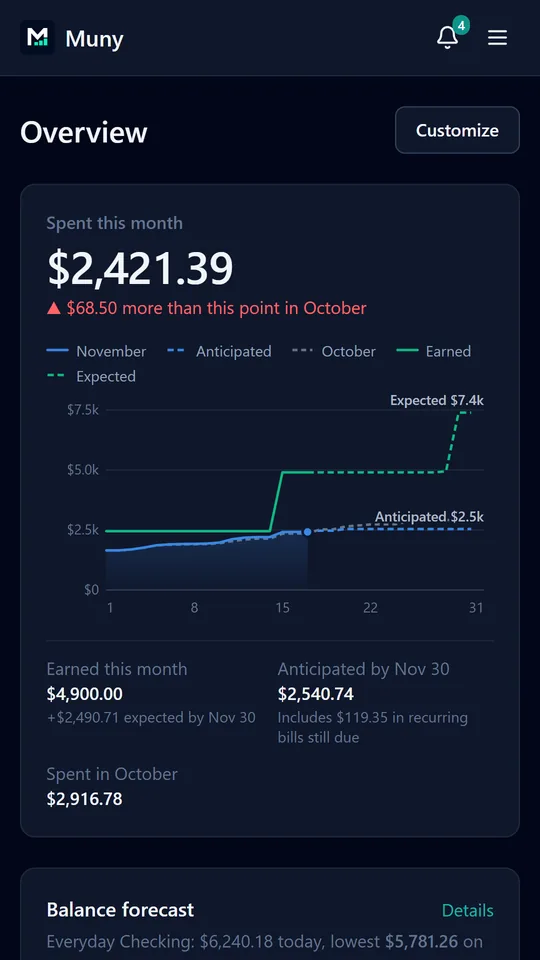 Muny
4
Overview
Customize
Spent this month
$2,421.39
▲ $68.50 more than this point in October
November
Anticipated
October
Earned
Expected
Expected $7.4k
$7.5k
$5.0k
Anticipated $2.5k
$2.5k
$0
1 8 15 22 31
Earned this month
$4,900.00
+$2,490.71 expected by Nov 30
Anticipated by Nov 30
$2,540.74
Includes $119.35 in recurring
bills still due
Spent in October
$2,916.78
Balance forecast
Details
Everyday Checking: $6,240.18 today, lowest $5,781.26 on